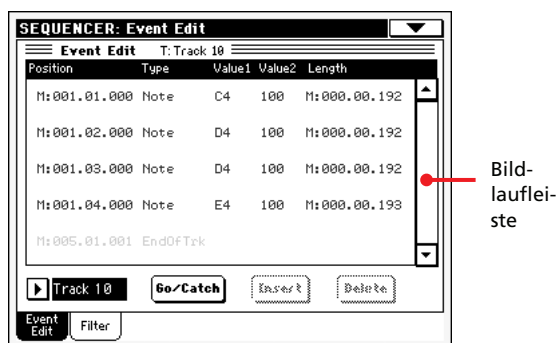 SEQUENCER: Event Edit
Event Edit T: Track 10
Position Type Value1 Value2 Length
M:001.01.000 Note C4 100 M:000.00.192
M:001.02.000 Note D4 100 M:000.00.192
M:001.03.000 Note D4 100 M:000.00.192
M:001.04.000 Note E4 100 M:000.00.193
M:005.01.001 EndOfTrk
Track 10 Go/Catch Insert Delete
Event Edit Filter
Bild-
lauflei-
ste